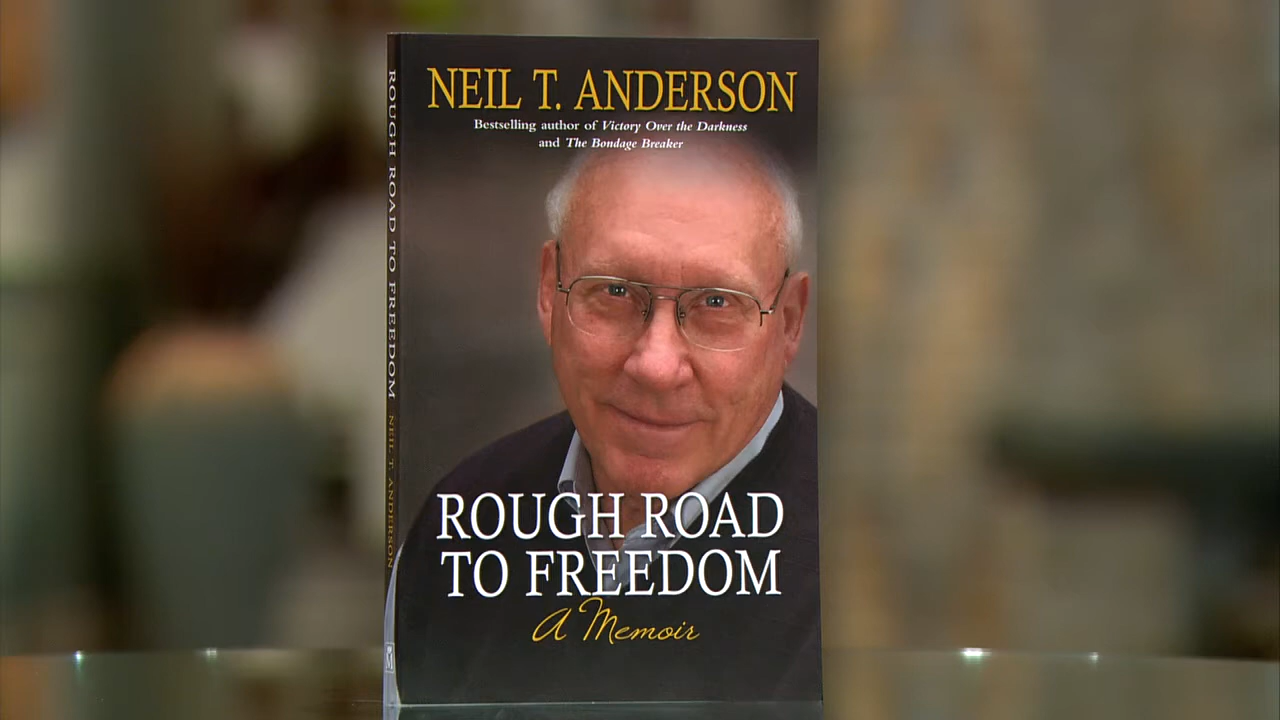 NEIL T. ANDERSON
Bestselling author of Victory Over the Darkness
and The Bondage Breaker
ROUGH ROAD
TO FREEDOM
A Memoir
ROUGH ROAD TO FREEDOM NEIL T. ANDERSON